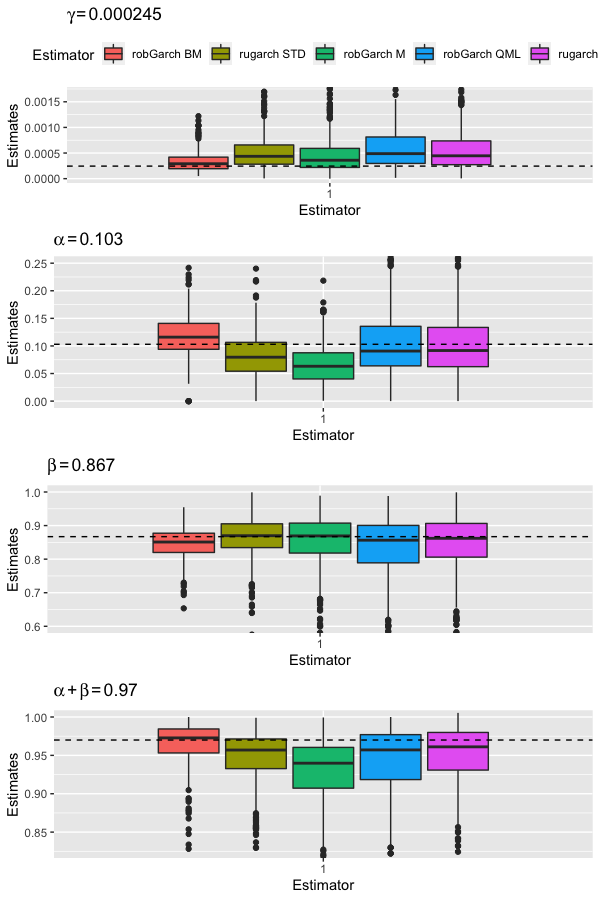 γ = 0.000245
Estimator robGarch BM rugarch STD robGarch M robGarch QML rugarch
Estimates
0.0015
0.0010
0.0005
0.0000
1
Estimator
α = 0.103
Estimates
0.25
0.20
0.15
0.10
0.05
0.00
1
Estimator
β = 0.867
Estimates
1.0
0.9
0.8
0.7
0.6
1
Estimator
α + β = 0.97
Estimates
1.00
0.95
0.90
0.85
1
Estimator